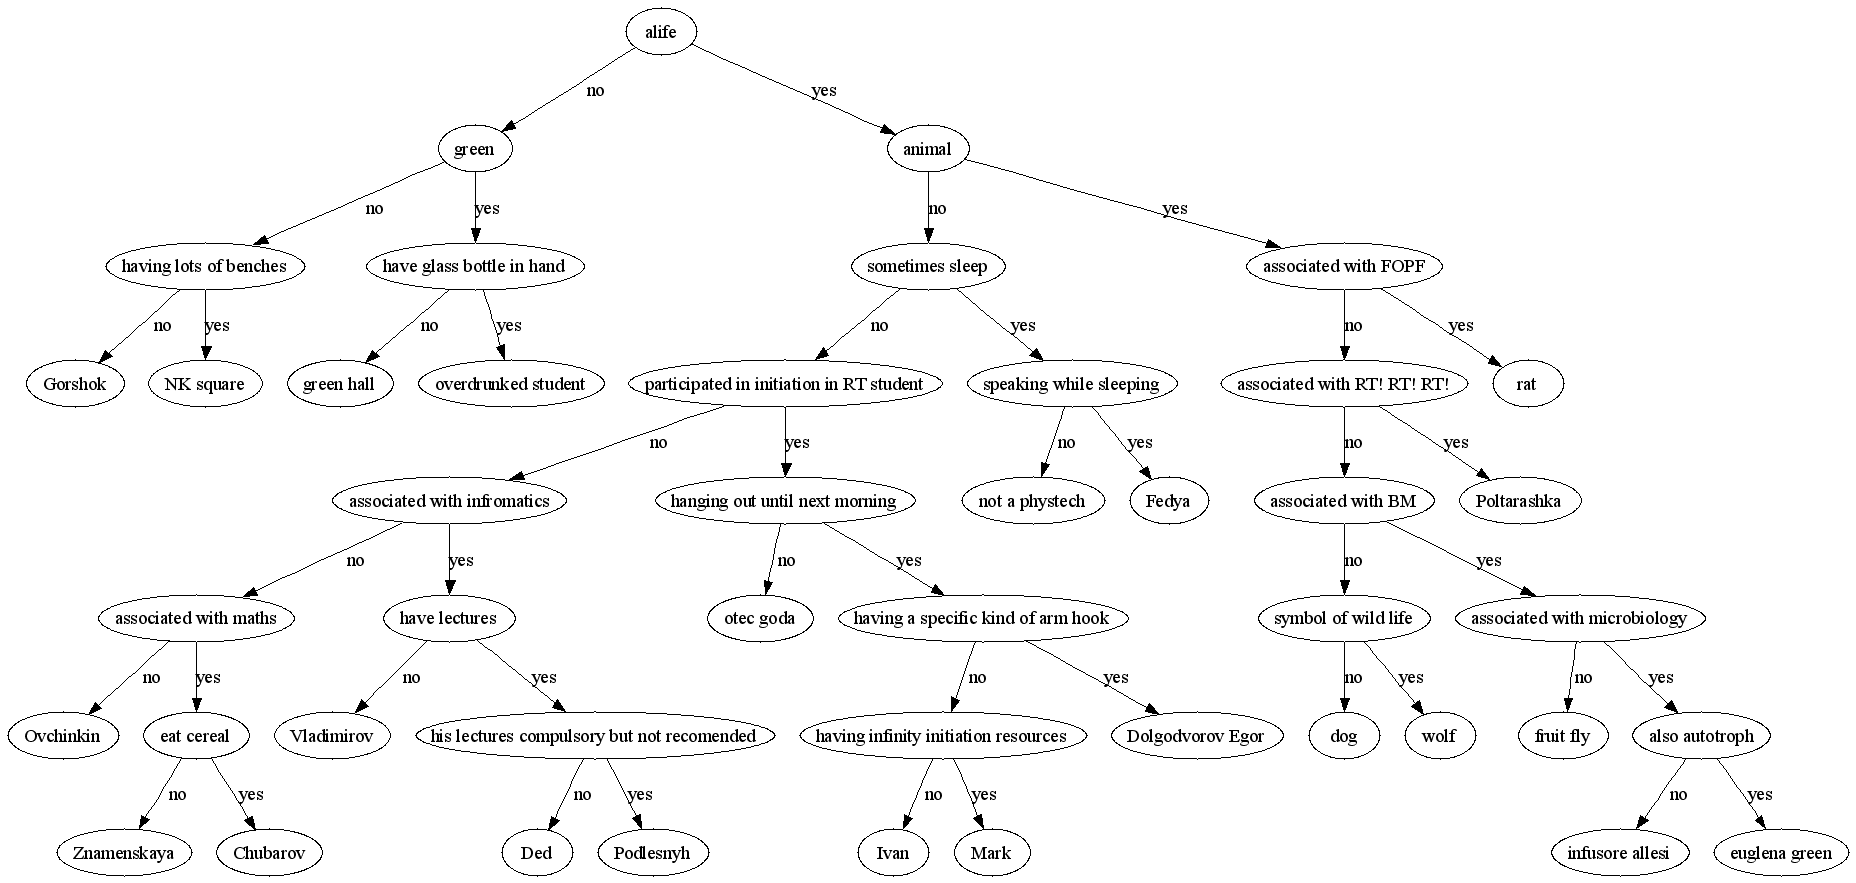 alife
no
yes
green
animal
no
yes
no
yes
having lots of benches
have glass bottle in hand
sometimes sleep
associated with FOPF
no
yes
no
yes
no
yes
no
yes
Gorshok
NK square
green hall
overdrunked student
participated in initiation in RT student
speaking while sleeping
associated with RT! RT! RT!
rat
no
yes
no
yes
no
yes
associated with infromatics
hanging out until next morning
not a phystech
Fedya
associated with BM
Poltarashka
no
yes
no
yes
no
yes
associated with maths
have lectures
otec goda
having a specific kind of arm hook
symbol of wild life
associated with microbiology
no
yes
no
yes
no
yes
no
yes
no
yes
Ovchinkin
eat cereal
Vladimirov
his lectures compulsory but not recomended
having infinity initiation resources
Dolgodvorov Egor
dog
wolf
fruit fly
also autotroph
no
yes
no
yes
no
yes
no
yes
Znamenskaya
Chubarov
Ded
Podlesnyh
Ivan
Mark
infusore allesi
euglena green